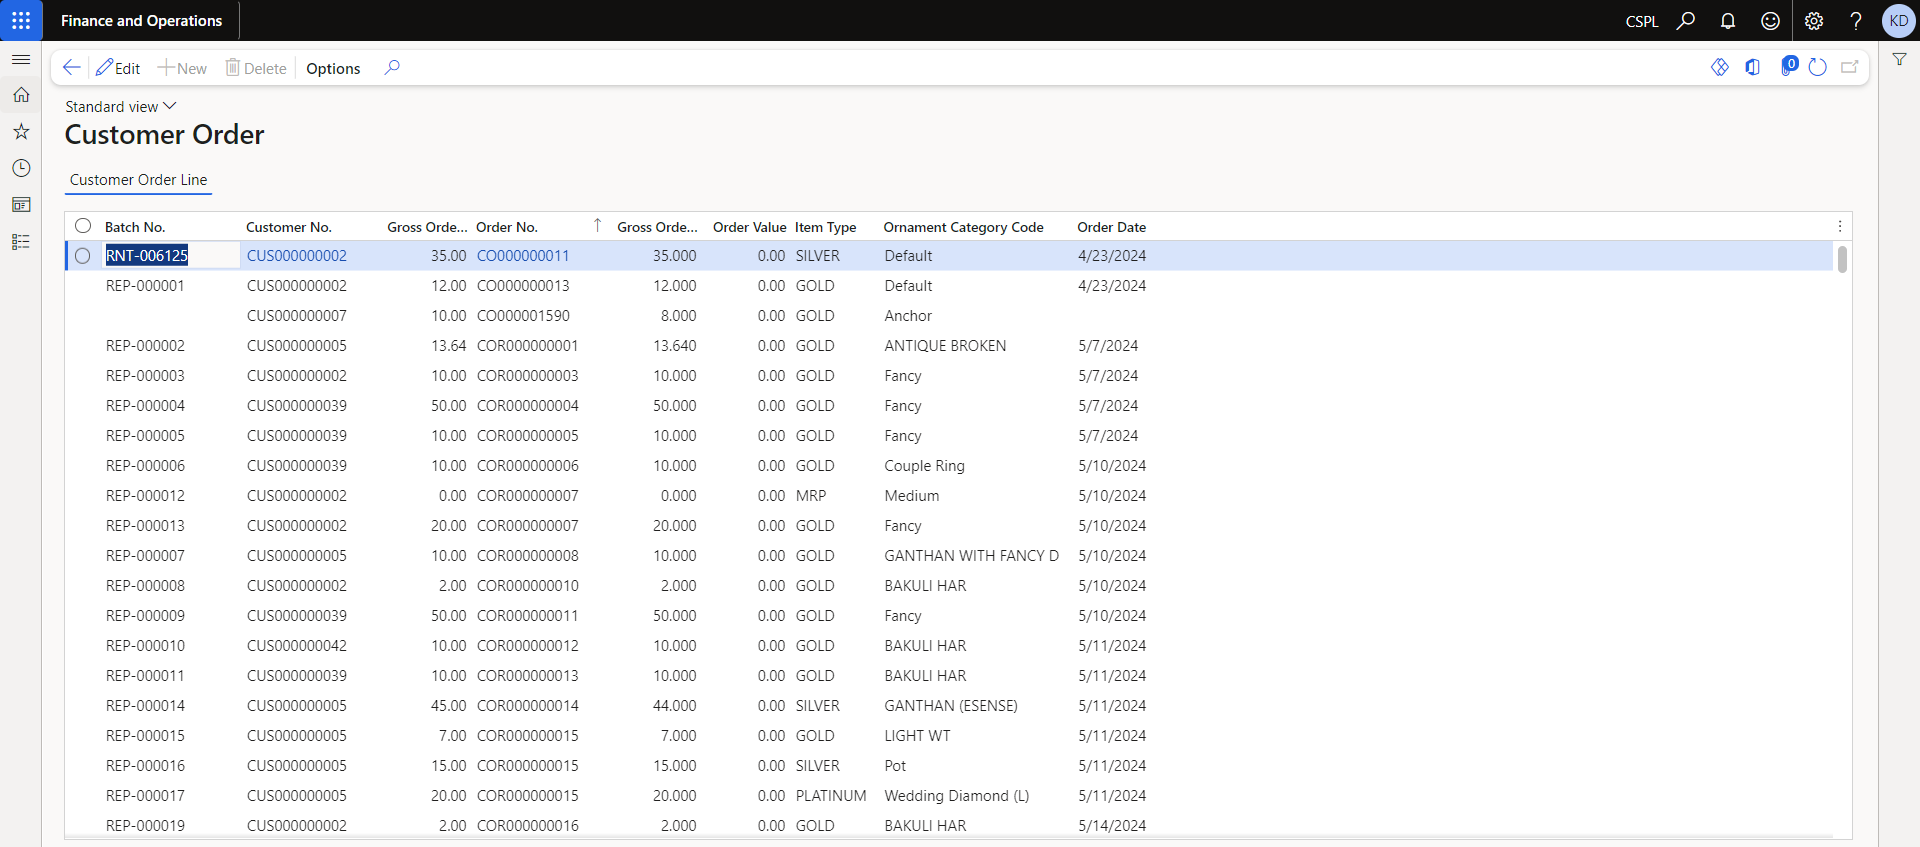 Finance and Operations CSPL KD
Edit New Delete Options 0
Standard view
Customer Order
Customer Order Line
Batch No. Customer No. Gross Orde... Order No. Gross Orde... Order Value Item Type Ornament Category Code Order Date
RNT-006125 CUS000000002 35.00 CO000000011 35.000 0.00 SILVER Default 4/23/2024
REP-000001 CUS000000002 12.00 CO000000013 12.000 0.00 GOLD Default 4/23/2024
CUS000000007 10.00 CO000001590 8.000 0.00 GOLD Anchor
REP-000002 CUS000000005 13.64 COR000000001 13.640 0.00 GOLD ANTIQUE BROKEN 5/7/2024
REP-000003 CUS000000002 10.00 COR000000003 10.000 0.00 GOLD Fancy 5/7/2024
REP-000004 CUS000000039 50.00 COR000000004 50.000 0.00 GOLD Fancy 5/7/2024
REP-000005 CUS000000039 10.00 COR000000005 10.000 0.00 GOLD Fancy 5/7/2024
REP-000006 CUS000000039 10.00 COR000000006 10.000 0.00 GOLD Couple Ring 5/10/2024
REP-000012 CUS000000002 0.00 COR000000007 0.000 0.00 MRP Medium 5/10/2024
REP-000013 CUS000000002 20.00 COR000000007 20.000 0.00 GOLD Fancy 5/10/2024
REP-000007 CUS000000005 10.00 COR000000008 10.000 0.00 GOLD GANTHAN WITH FANCY D 5/10/2024
REP-000008 CUS000000002 2.00 COR000000010 2.000 0.00 GOLD BAKULI HAR 5/10/2024
REP-000009 CUS000000039 50.00 COR000000011 50.000 0.00 GOLD Fancy 5/10/2024
REP-000010 CUS000000042 10.00 COR000000012 10.000 0.00 GOLD BAKULI HAR 5/11/2024
REP-000011 CUS000000039 10.00 COR000000013 10.000 0.00 GOLD BAKULI HAR 5/11/2024
REP-000014 CUS000000005 45.00 COR000000014 44.000 0.00 SILVER GANTHAN (ESENSE) 5/11/2024
REP-000015 CUS000000005 7.00 COR000000015 7.000 0.00 GOLD LIGHT WT 5/11/2024
REP-000016 CUS000000005 15.00 COR000000015 15.000 0.00 SILVER Pot 5/11/2024
REP-000017 CUS000000005 20.00 COR000000015 20.000 0.00 PLATINUM Wedding Diamond (L) 5/11/2024
REP-000019 CUS000000002 2.00 COR000000016 2.000 0.00 GOLD BAKULI HAR 5/14/2024